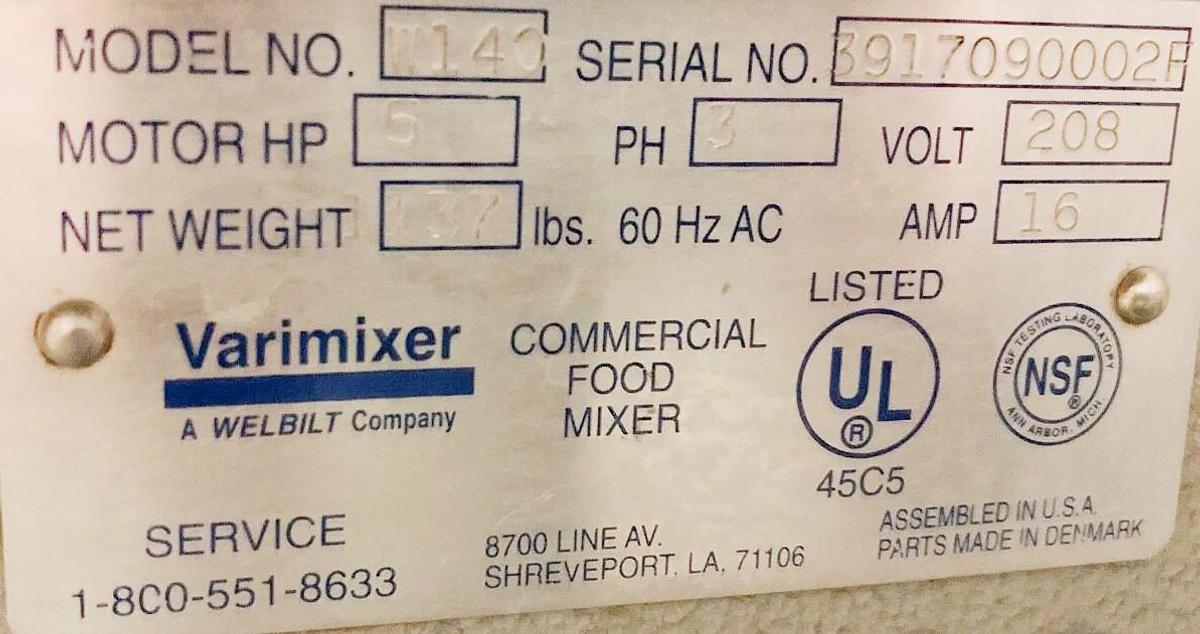 MODEL NO. W140 SERIAL NO. 3917090002F
MOTOR HP 5 PH 3 VOLT 208
NET WEIGHT 1137 lbs. 60 Hz AC AMP 16
LISTED
Varimixer
A WELBILT Company
COMMERCIAL
FOOD
MIXER
UL
®
45C5
NSF TESTING LABORATORY
NSF®
ANN ARBOR, MICH.
SERVICE
1-800-551-8633
8700 LINE AV.
SHREVEPORT, LA, 71106
ASSEMBLED IN U.S.A.
PARTS MADE IN DENMARK